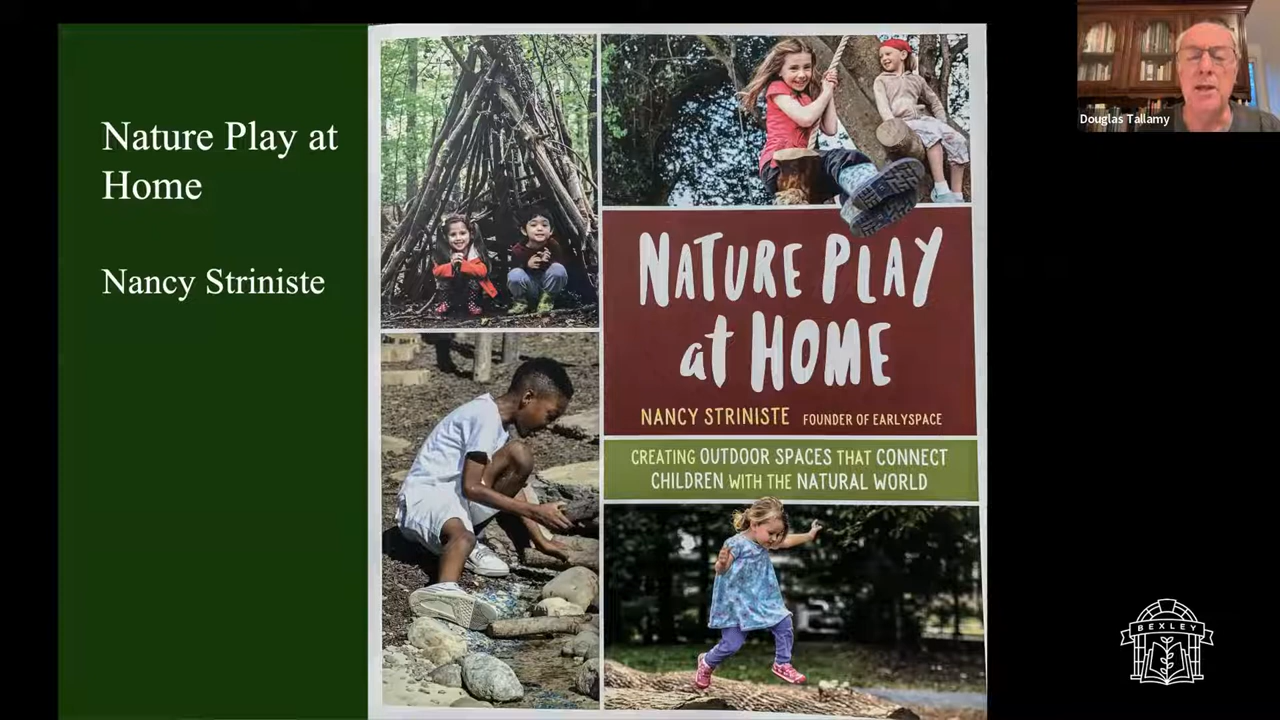 Nature Play at
Home
Nancy Striniste
NATURE PLAY
at HOME
NANCY STRINISTE FOUNDER OF EARLYSPACE
CREATING OUTDOOR SPACES THAT CONNECT
CHILDREN WITH THE NATURAL WORLD
Douglas Tallamy
BEXLEY